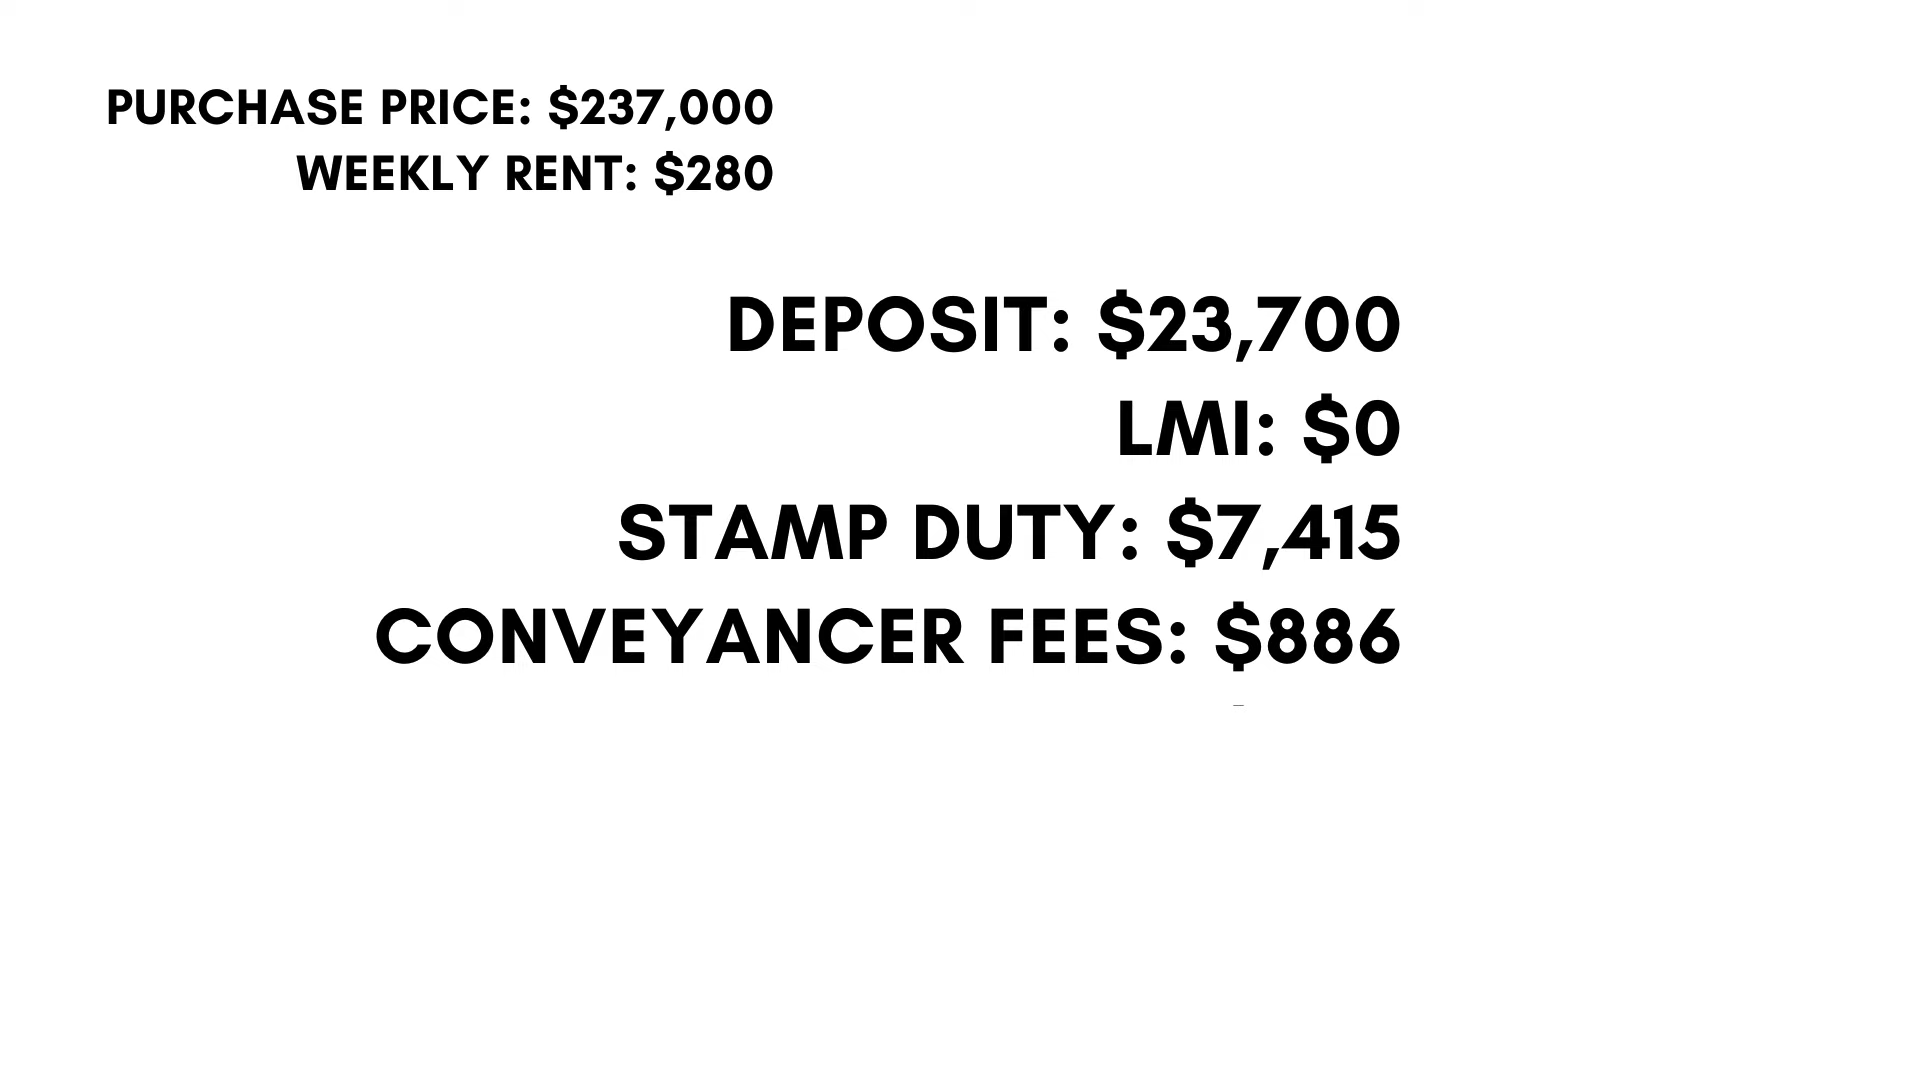 PURCHASE PRICE: $237,000
WEEKLY RENT: $280
DEPOSIT: $23,700
LMI: $0
STAMP DUTY: $7,415
CONVEYANCER FEES: $886